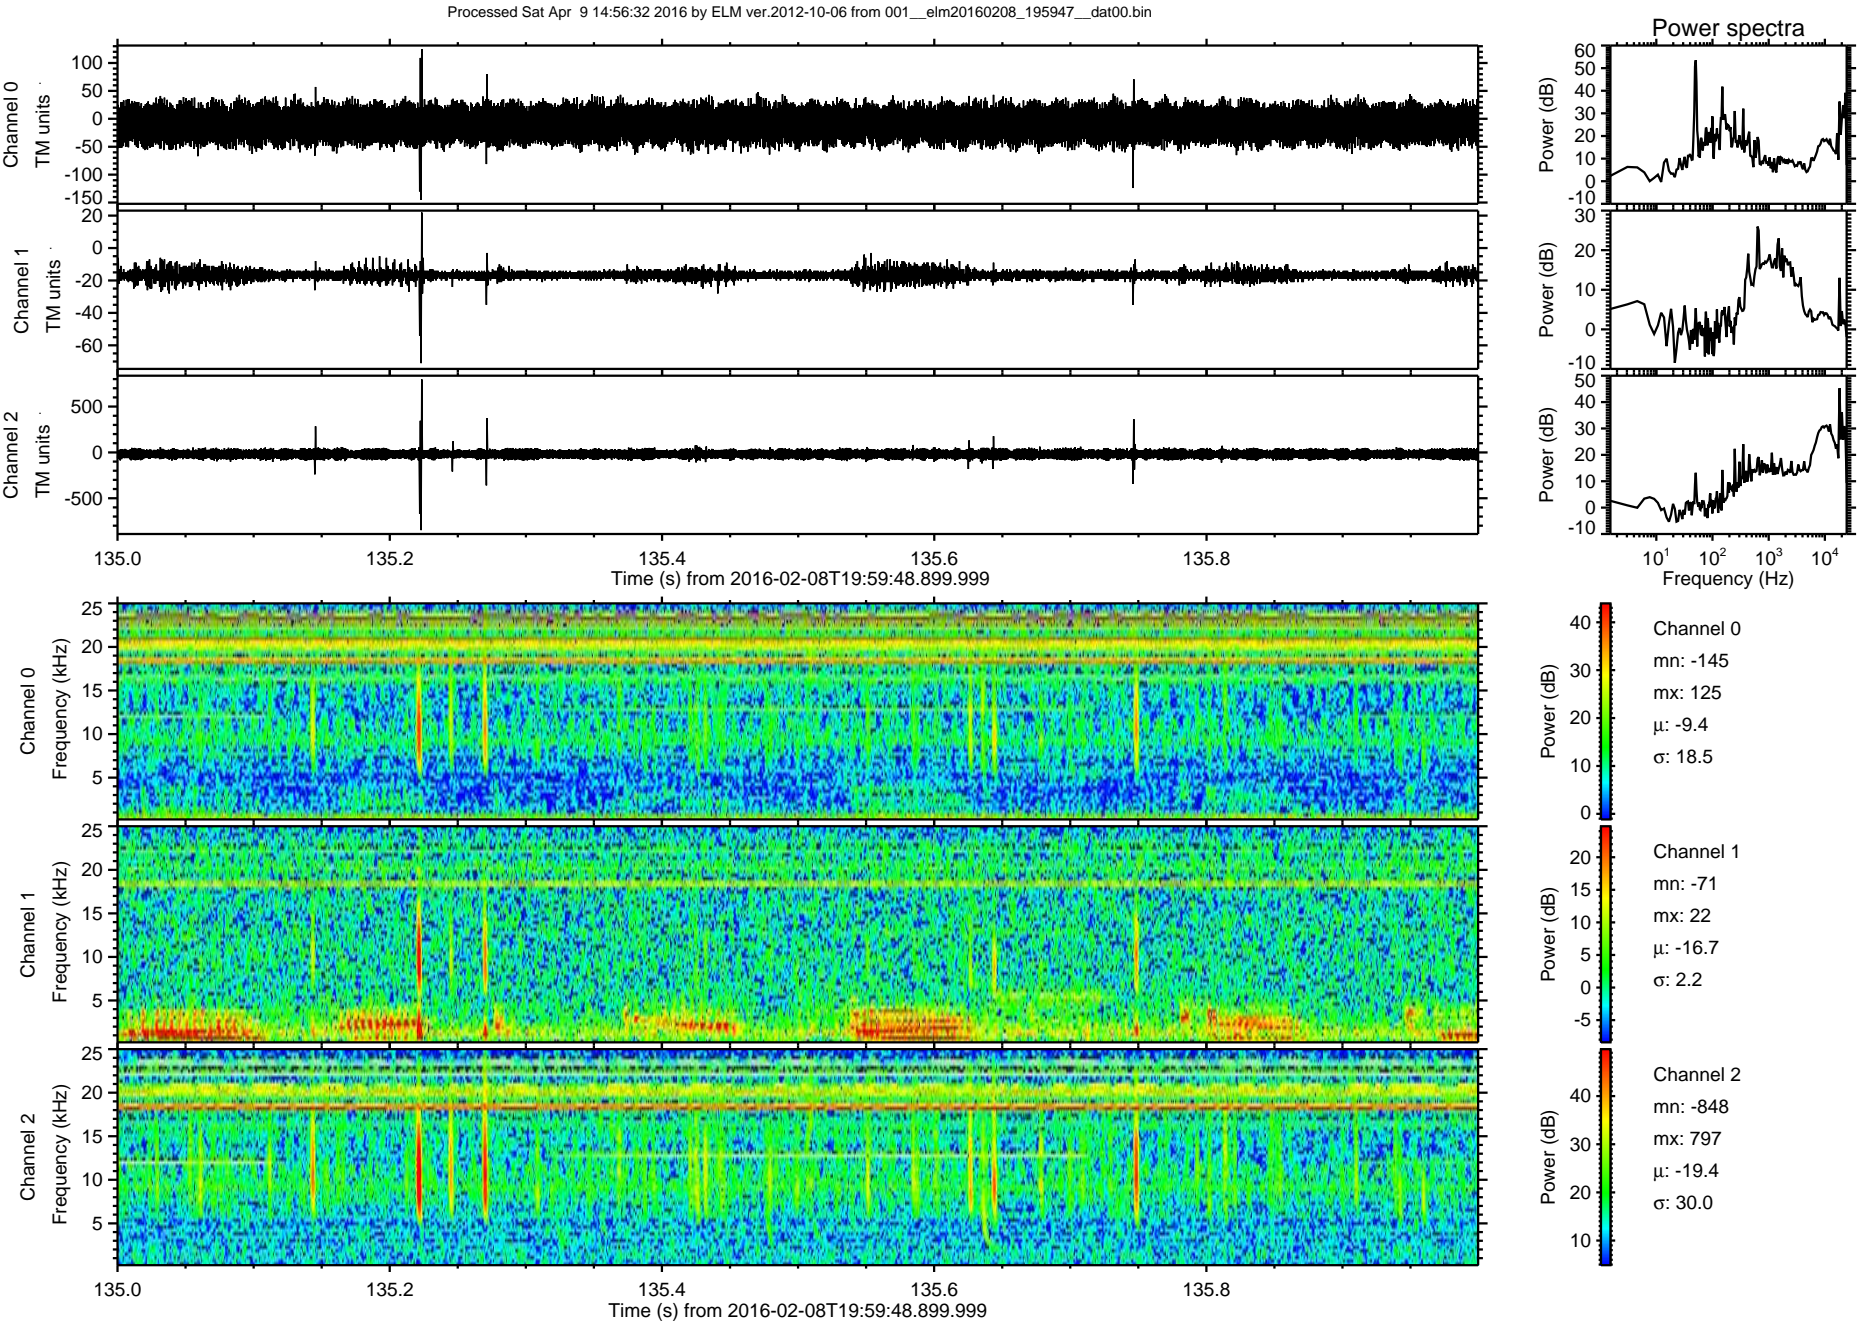 Processed Sat Apr 9 14:56:32 2016 by ELM ver.2012-10-06 from 001__elm20160208_195947__dat00.bin
Power spectra
Channel 0
TM units
100
50
0
-50
-100
-150
Power (dB)
60
50
40
30
20
10
0
-10
Channel 1
TM units
20
0
-20
-40
-60
Power (dB)
30
20
10
0
-10
Channel 2
TM units
500
0
-500
Power (dB)
50
40
30
20
10
0
-10
135.0 135.2 135.4 135.6 135.8
Time (s) from 2016-02-08T19:59:48.899.999
10¹ 10² 10³ 10⁴
Frequency (Hz)
Channel 0
Frequency (kHz)
25
20
15
10
5
Power (dB)
40
30
20
10
0
Channel 0
mn: -145
mx: 125
μ: -9.4
σ: 18.5
Channel 1
Frequency (kHz)
25
20
15
10
5
Power (dB)
20
15
10
5
0
-5
Channel 1
mn: -71
mx: 22
μ: -16.7
σ: 2.2
Channel 2
Frequency (kHz)
25
20
15
10
5
Power (dB)
40
30
20
10
Channel 2
mn: -848
mx: 797
μ: -19.4
σ: 30.0
135.0 135.2 135.4 135.6 135.8
Time (s) from 2016-02-08T19:59:48.899.999